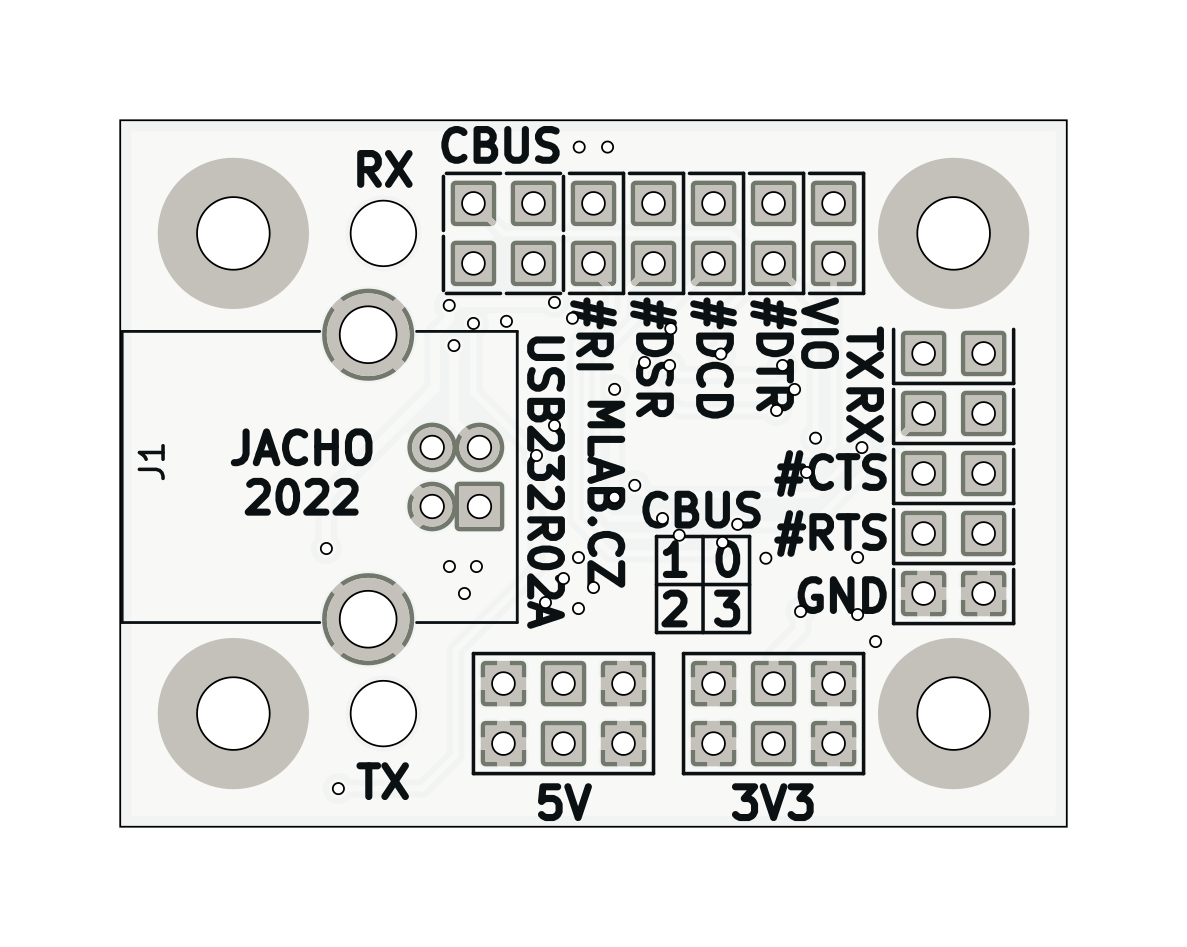 CBUS
RX
#RI
#DSR
#DCD
#DTR
VIO
TX
RX
#CTS
#RTS
GND
USB232R02A
MLAB.CZ
JACHO
2022
J1
CBUS
1 0
2 3
TX
5V
3V3